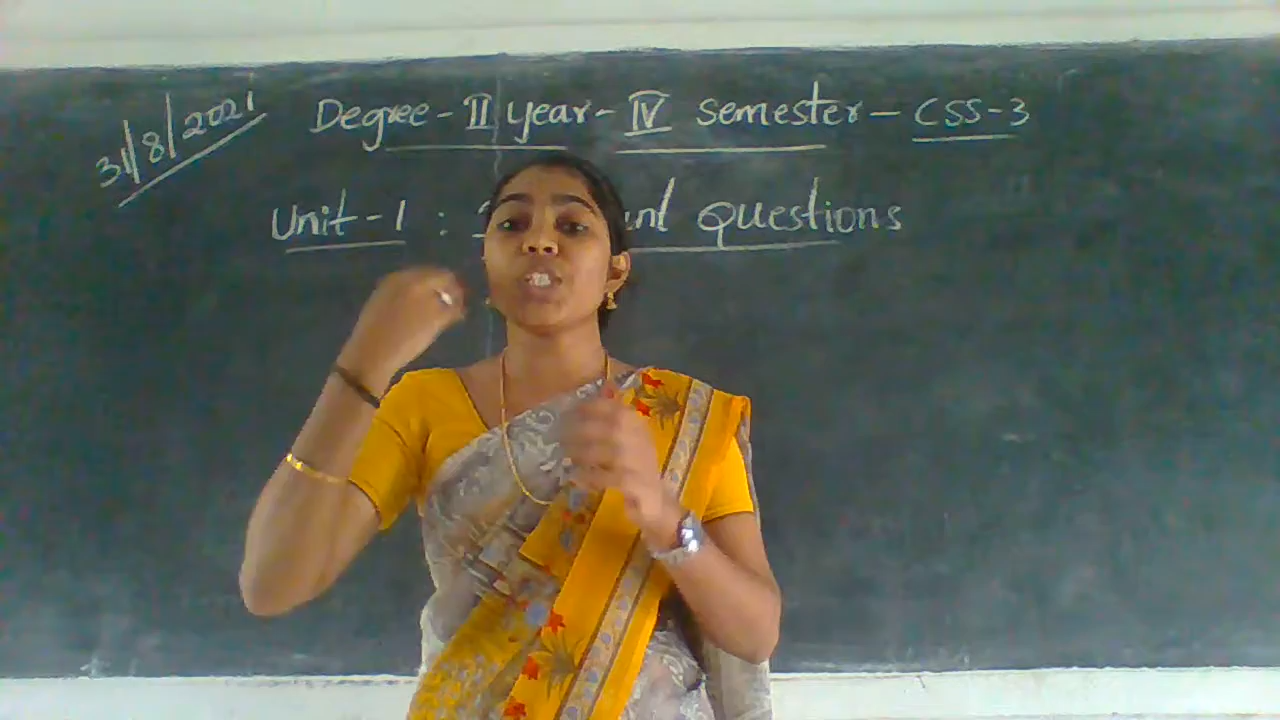 31/8/2021
Degree - II year - IV semester - CSS-3
Unit - 1 : Questions